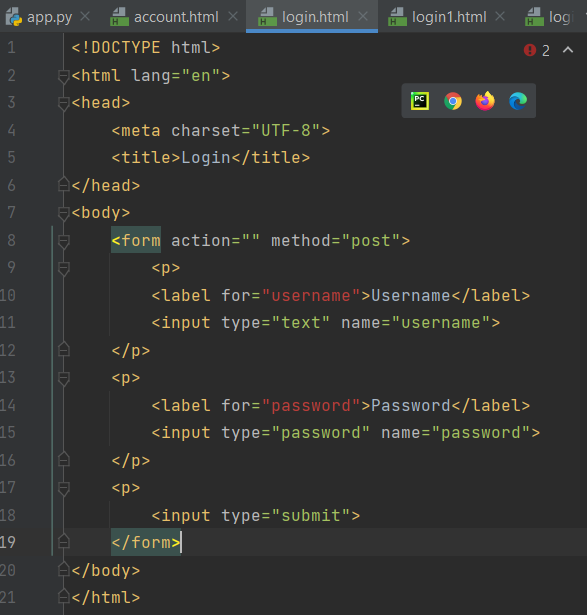 app.py account.html login.html login1.html logi
1 <!DOCTYPE html>
2 2 <html lang="en">
3 <head>
4 <meta charset="UTF-8">
5 <title>Login</title>
6 </head>
7 <body>
8 <form action="" method="post">
9 <p>
10 <label for="username">Username</label>
11 <input type="text" name="username">
12 </p>
13 <p>
14 <label for="password">Password</label>
15 <input type="password" name="password">
16 </p>
17 <p>
18 <input type="submit">
19 </form>
20 </body>
21 </html>